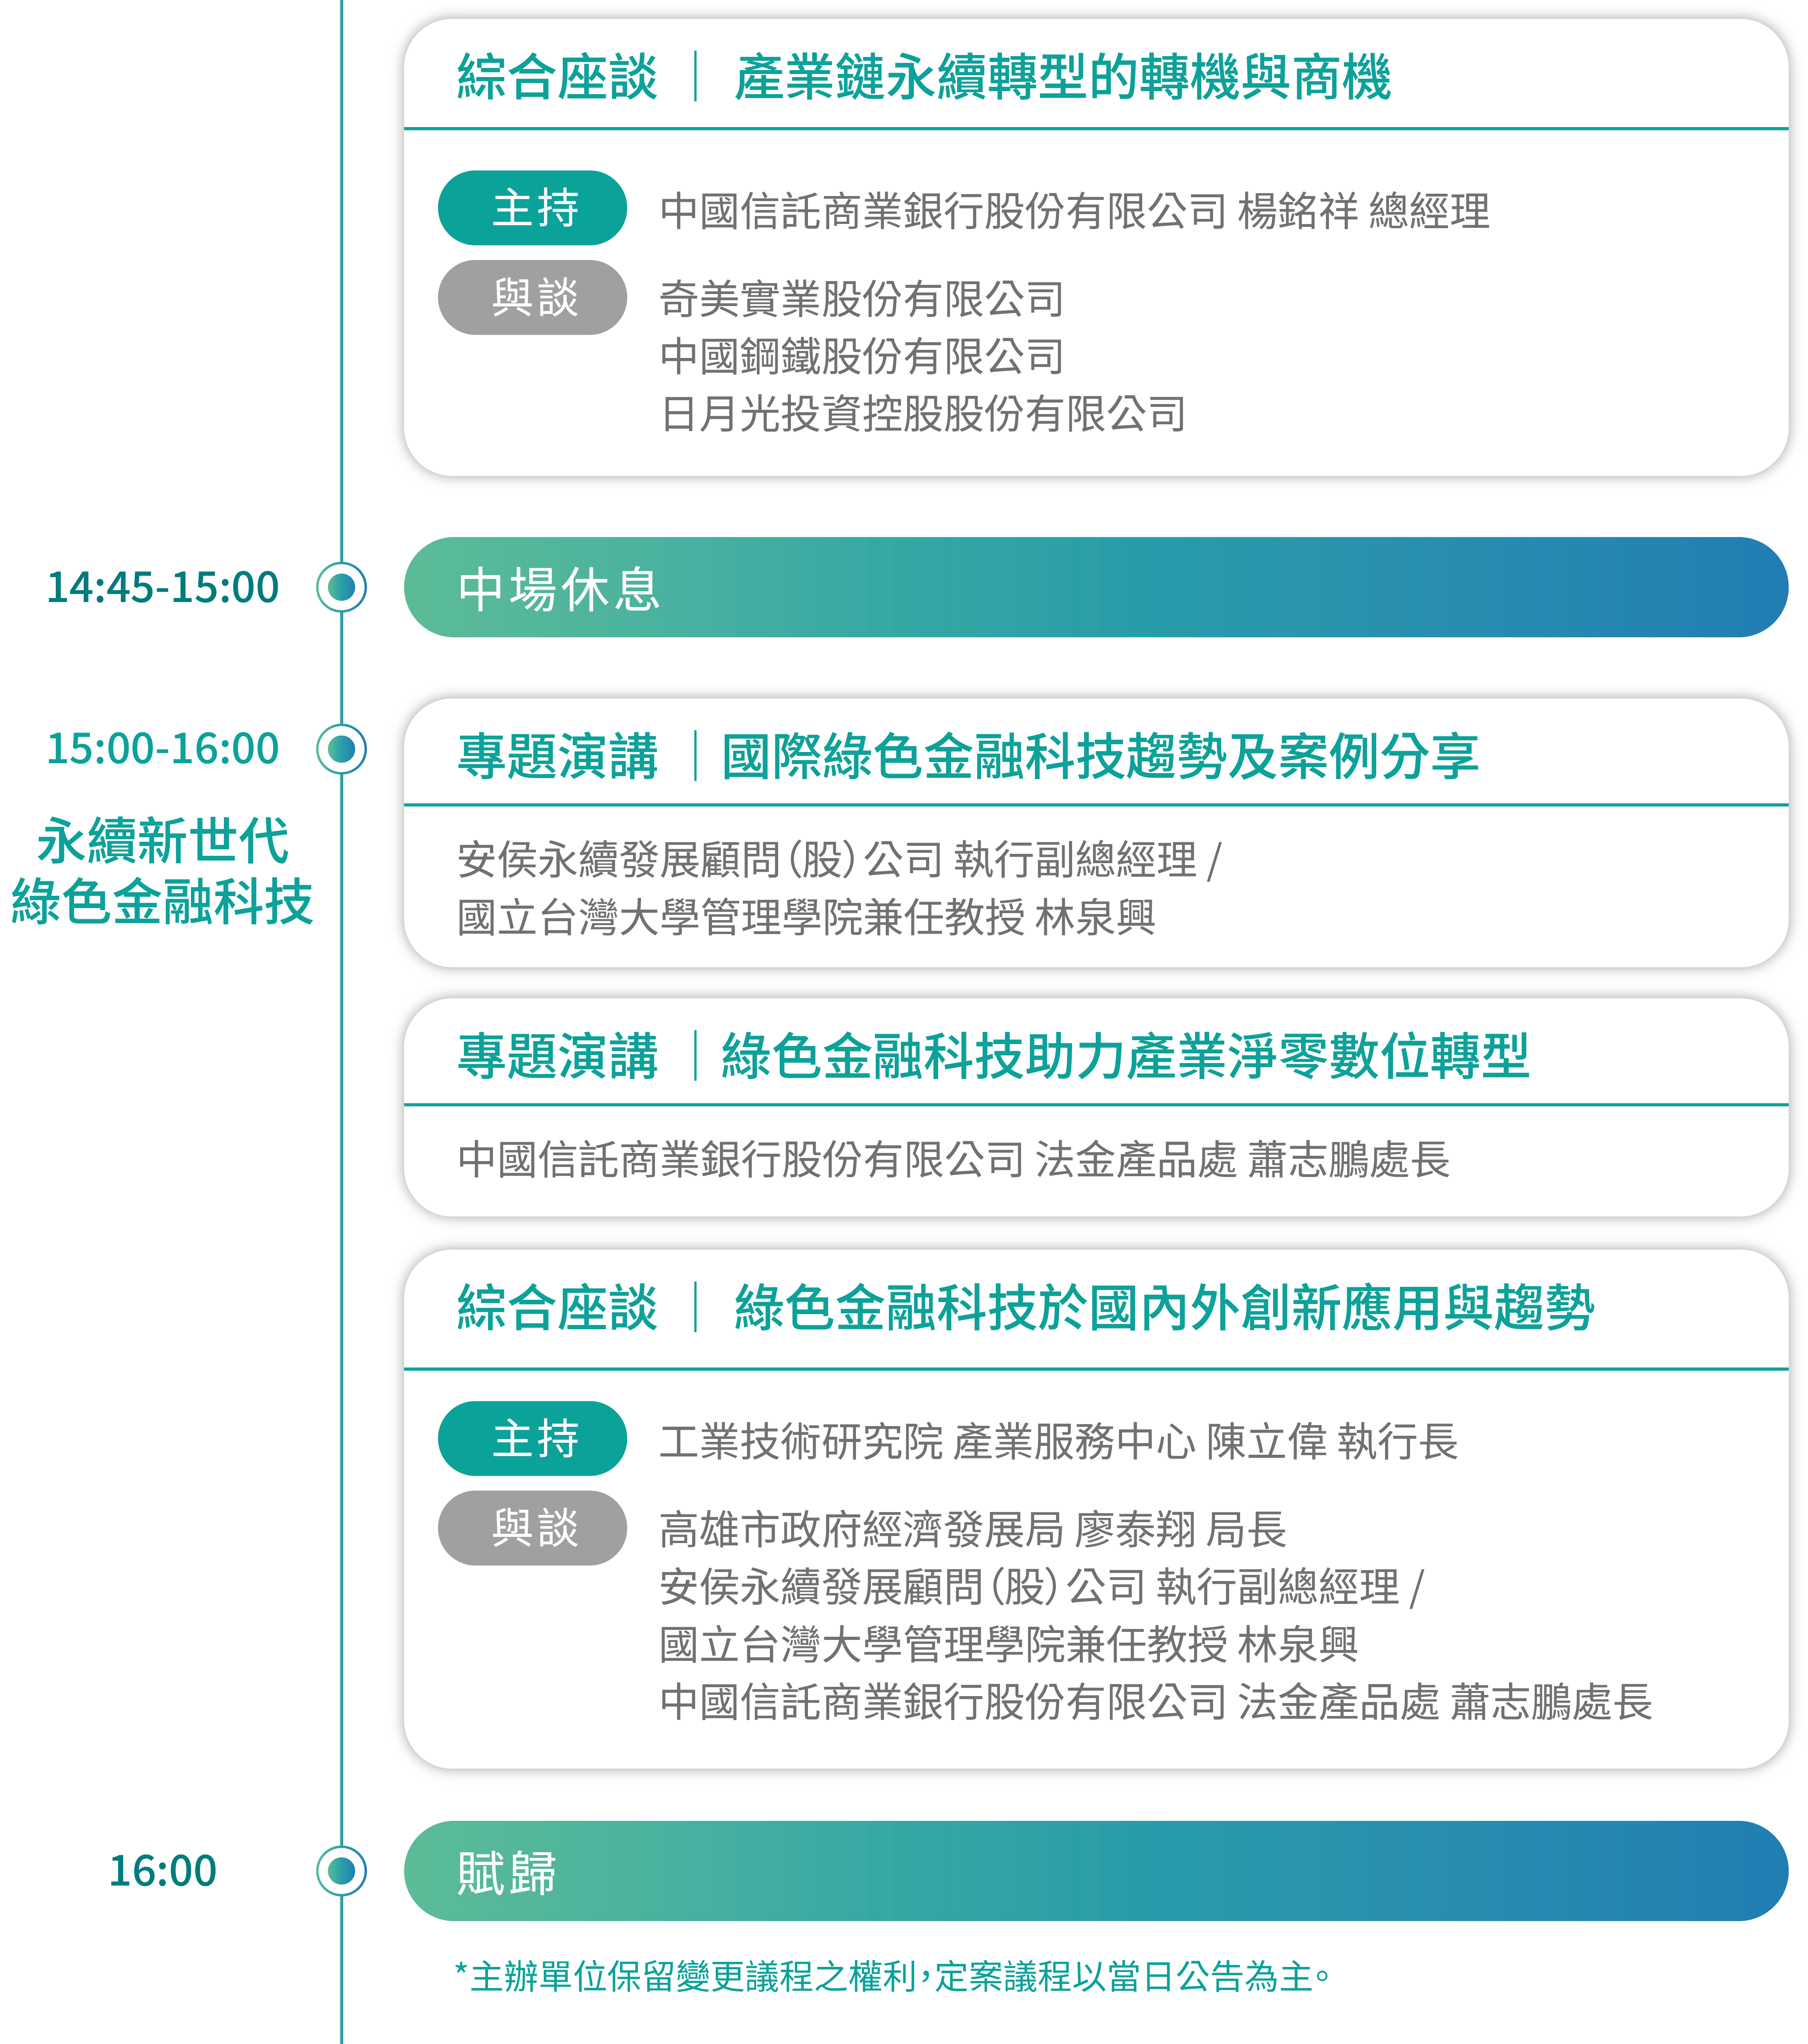 綜合座談 ｜ 產業鏈永續轉型的轉機與商機
主持 中國信託商業銀行股份有限公司 楊銘祥 總經理
與談 奇美實業股份有限公司
中國鋼鐵股份有限公司
日月光投資控股股份有限公司
14:45-15:00 中場休息
15:00-16:00
永續新世代
綠色金融科技
專題演講 ｜國際綠色金融科技趨勢及案例分享
安侯永續發展顧問（股）公司 執行副總經理 /
國立台灣大學管理學院兼任教授 林泉興
專題演講 ｜綠色金融科技助力產業淨零數位轉型
中國信託商業銀行股份有限公司 法金產品處 蕭志鵬處長
綜合座談 ｜ 綠色金融科技於國內外創新應用與趨勢
主持 工業技術研究院 產業服務中心 陳立偉 執行長
與談 高雄市政府經濟發展局 廖泰翔 局長
安侯永續發展顧問（股）公司 執行副總經理 /
國立台灣大學管理學院兼任教授 林泉興
中國信託商業銀行股份有限公司 法金產品處 蕭志鵬處長
16:00 賦歸
*主辦單位保留變更議程之權利，定案議程以當日公告為主。